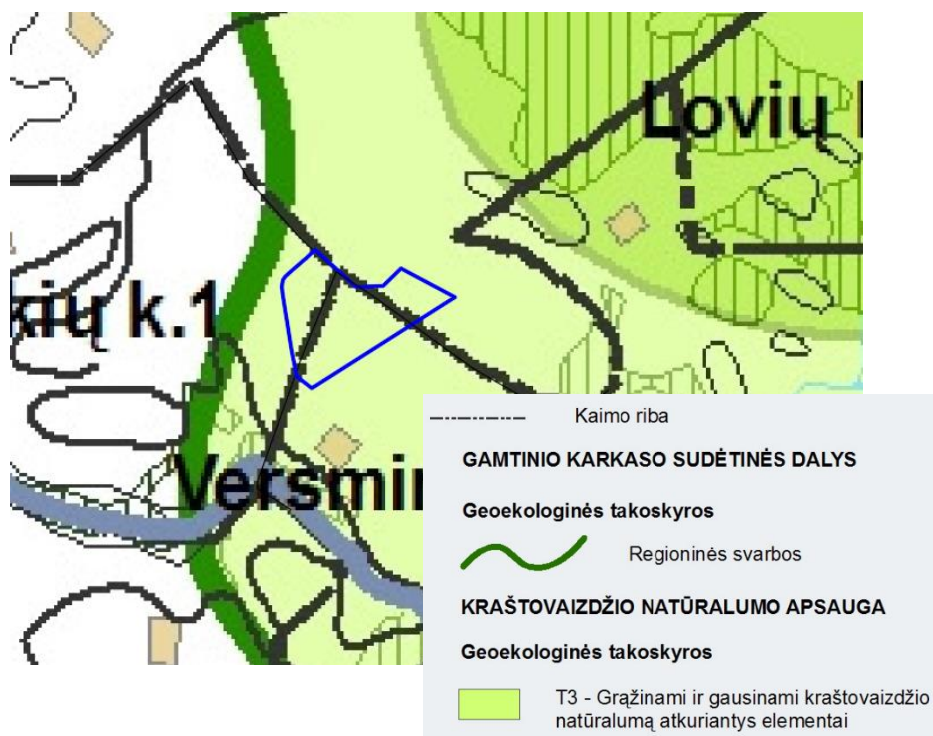 Lovių
kių k.1
Kaimo riba
GAMTINIO KARKASO SUDĖTINĖS DALYS
Geoekologinės takoskyros
Regioninės svarbos
KRAŠTOVAIZDŽIO NATŪRALUMO APSAUGA
Geoekologinės takoskyros
T3 - Grąžinami ir gausinami kraštovaizdžio
natūralumą atkuriantys elementai